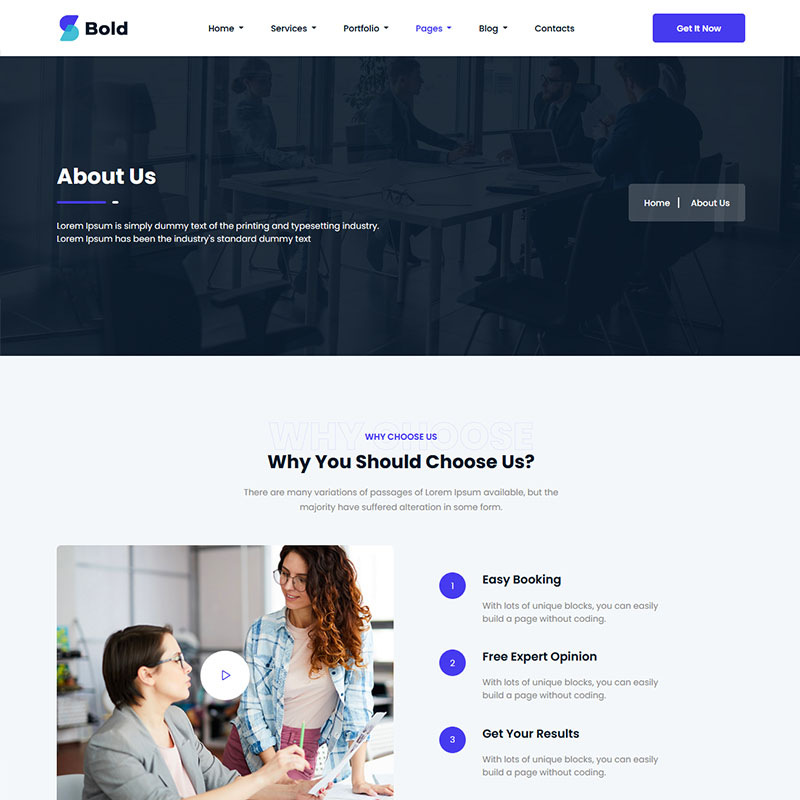 Bold
Home
Services
Portfolio
Pages
Blog
Contacts
Get It Now
About Us
Lorem Ipsum is simply dummy text of the printing and typesetting industry.
Lorem Ipsum has been the industry's standard dummy text
Home | About Us
WHY CHOOSE
WHY CHOOSE US
Why You Should Choose Us?
There are many variations of passages of Lorem Ipsum available, but the
majority have suffered alteration in some form.
1
Easy Booking
With lots of unique blocks, you can easily
build a page without coding.
2
Free Expert Opinion
With lots of unique blocks, you can easily
build a page without coding.
3
Get Your Results
With lots of unique blocks, you can easily
build a page without coding.